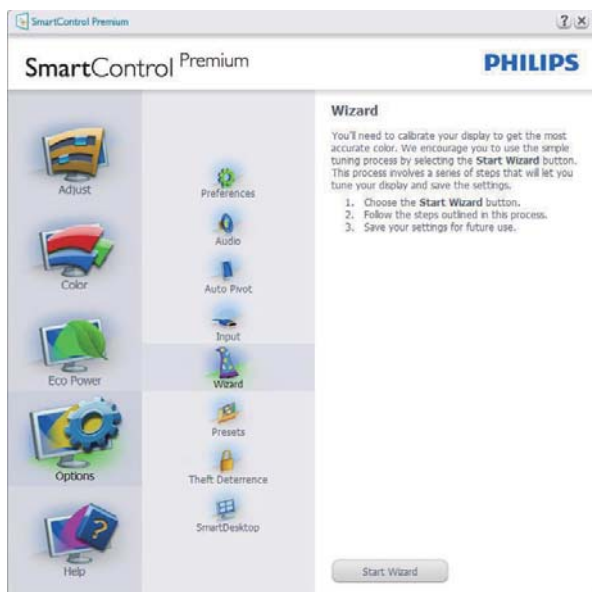 SmartControl Premium
SmartControl Premium
PHILIPS
Adjust
Color
Eco Power
Options
Help
Preferences
Audio
Auto Pivot
Input
Wizard
Presets
Theft Deterrence
SmartDesktop
Wizard
You'll need to calibrate your display to get the most
accurate color. We encourage you to use the simple
tuning process by selecting the Start Wizard button.
This process involves a series of steps that will let you
tune your display and save the settings.
1. Choose the Start Wizard button.
2. Follow the steps outlined in this process.
3. Save your settings for future use.
Start Wizard